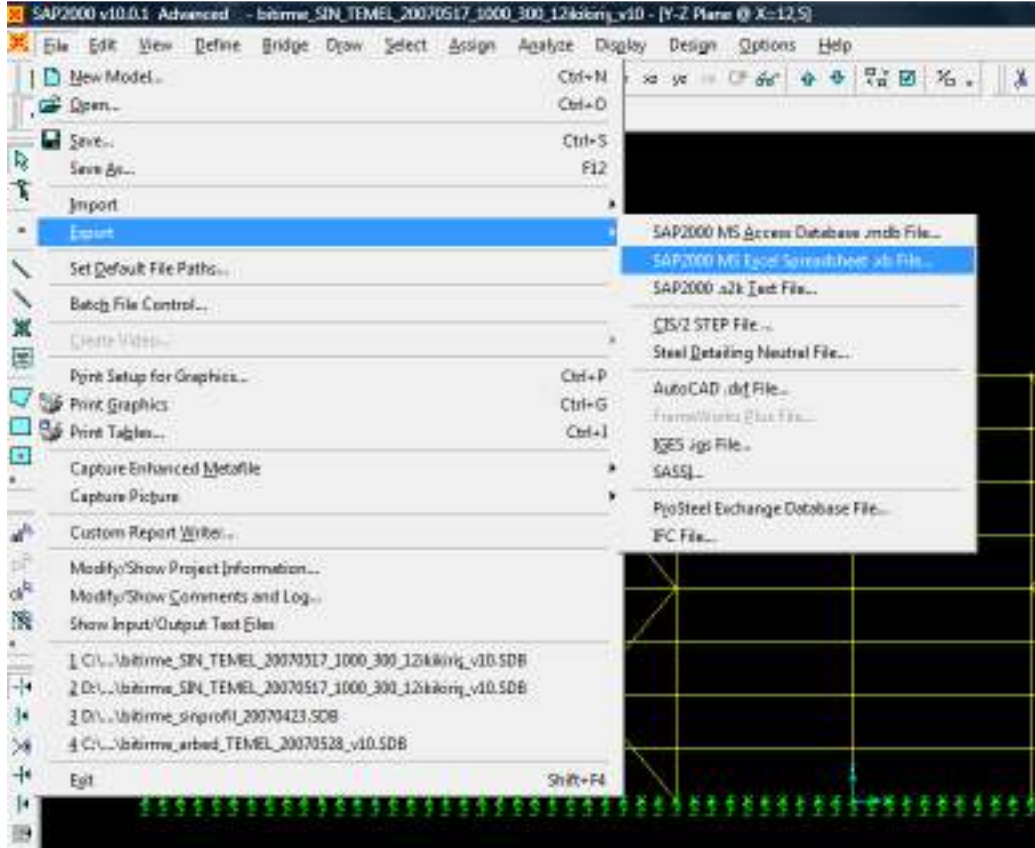 SAP2000 v10.0.1 Advanced - bitirme_SIN_TEMEL_20070517_1000_300_12ikikiriş_v10 - [Y-Z Plane @ X=12,5]
File Edit View Define Bridge Draw Select Assign Analyze Display Design Options Help
New Model... Ctrl+N
Open... Ctrl+O
Save... Ctrl+S
Save As... F12
Import
Export
Set Default File Paths...
Batch File Control...
Create Video...
Print Setup for Graphics... Ctrl+P
Print Graphics Ctrl+G
Print Tables... Ctrl+I
Capture Enhanced Metafile
Capture Picture
Custom Report Writer...
Modify/Show Project Information...
Modify/Show Comments and Log...
Show Input/Output Text Files
1 C:\...\bitirme_SIN_TEMEL_20070517_1000_300_12ikikiriş_v10.SDB
2 D:\...\bitirme_SIN_TEMEL_20070517_1000_300_12ikikiriş_v10.SDB
3 D:\...\bitirme_sinprofil_20070423.SDB
4 C:\...\bitirme_arbed_TEMEL_20070528_v10.SDB
Exit Shift+F4
SAP2000 MS Access Database .mdb File...
SAP2000 MS Excel Spreadsheet .xls File...
SAP2000 .s2k Text File...
CIS/2 STEP File...
Steel Detailing Neutral File...
AutoCAD .dxf File...
FrameWorks Plus File...
IGES .igs File...
SASSI...
ProSteel Exchange Database File...
IFC File...